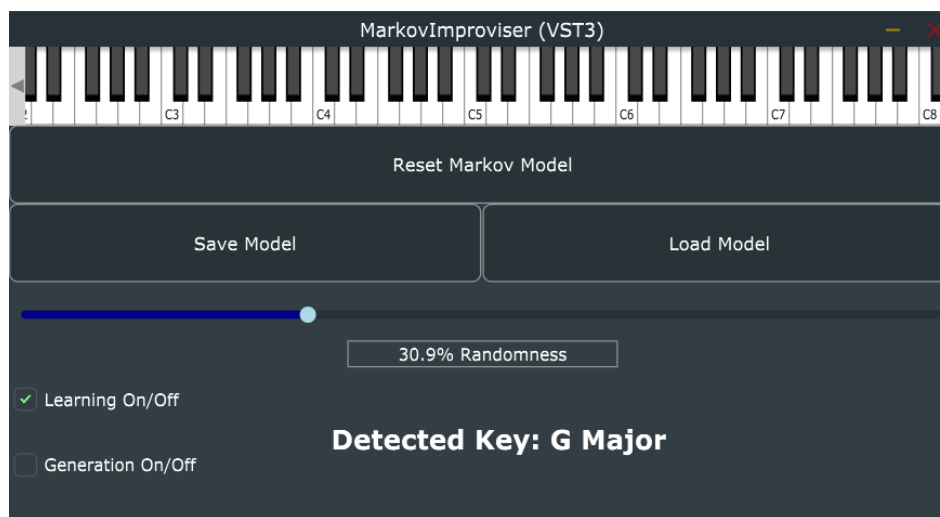 MarkovImproviser (VST3)
C3 C4 C5 C6 C7 C8
Reset Markov Model
Save Model Load Model
30.9% Randomness
Learning On/Off
Detected Key: G Major
Generation On/Off